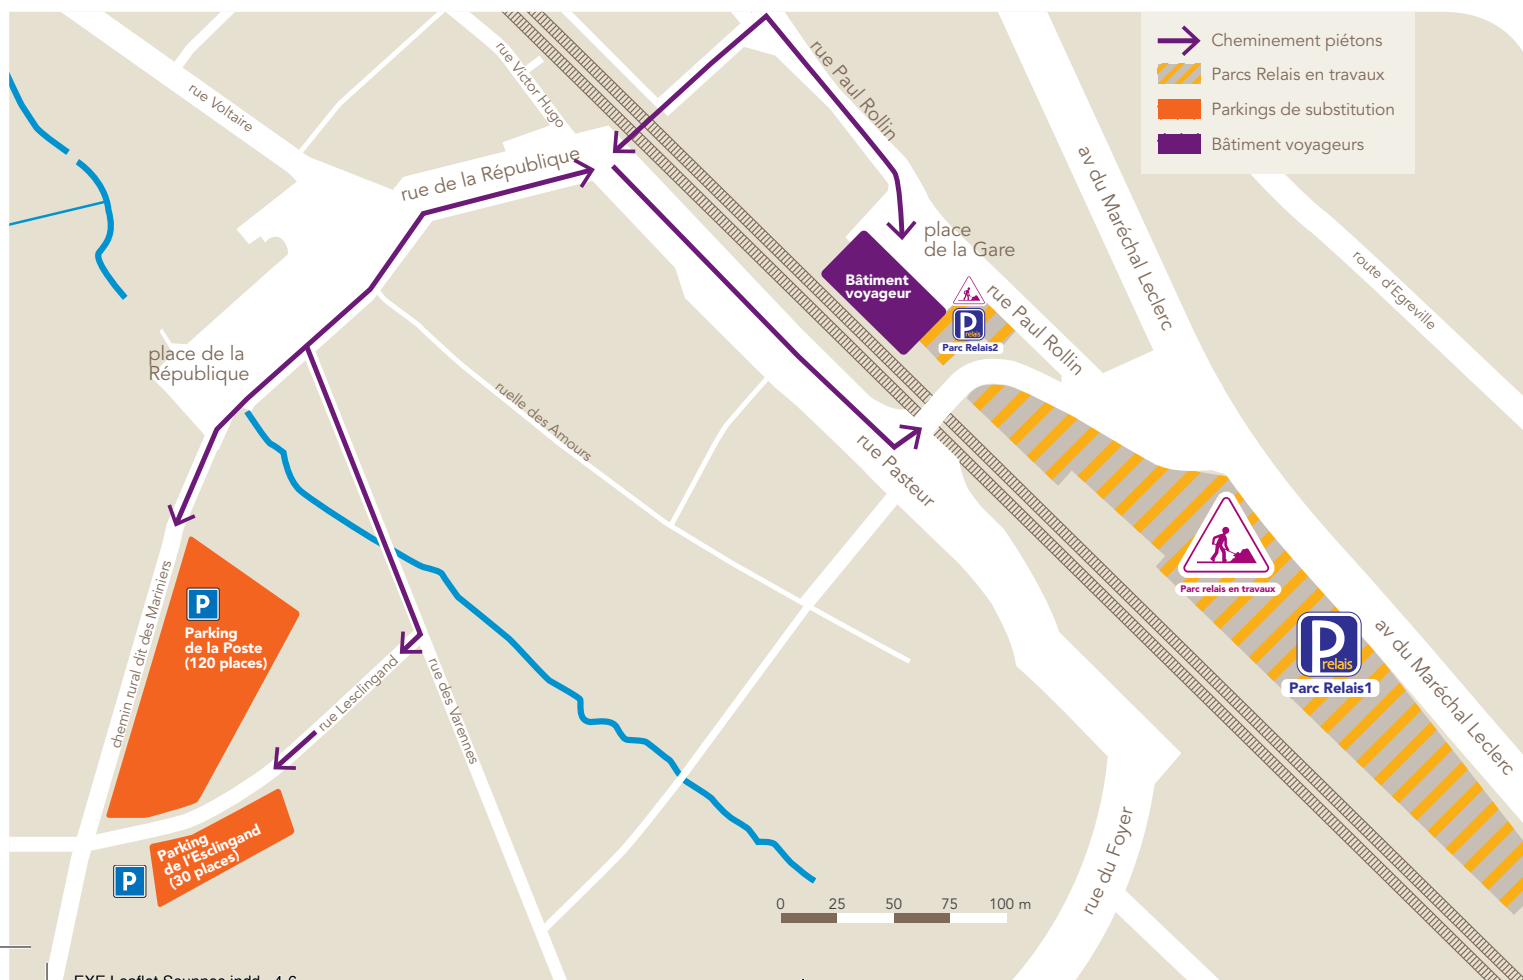 Cheminement piétons
Parcs Relais en travaux
Parkings de substitution
Bâtiment voyageurs
rue Voltaire
rue Victor Hugo
rue Paul Rollin
av du Maréchal Leclerc
rue de la République
place
de la Gare
route d'Egreville
Bâtiment
voyageur
P
relais
Parc Relais2
rue Paul Rollin
place de la
République
ruelle des Amours
rue Pasteur
P
Parking
de la Poste
(120 places)
chemin rural dit des Mariniers
rue Lesclingand
rue des Varennes
Parc relais en travaux
P
relais
Parc Relais1
av du Maréchal Leclerc
P
Parking
de l'Esclingand
(30 places)
rue du Foyer
0 25 50 75 100 m